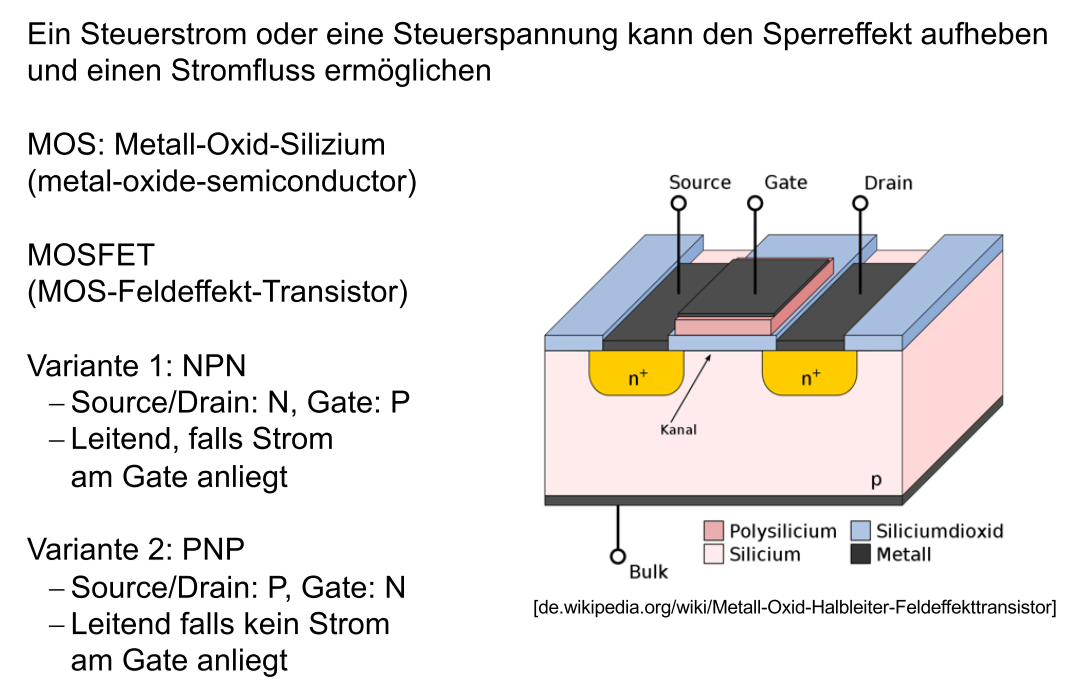 Ein Steuerstrom oder eine Steuerspannung kann den Sperreffekt aufheben
und einen Stromfluss ermöglichen
MOS: Metall-Oxid-Silizium
(metal-oxide-semiconductor)
MOSFET
(MOS-Feldeffekt-Transistor)
Variante 1: NPN
– Source/Drain: N, Gate: P
– Leitend, falls Strom
am Gate anliegt
Variante 2: PNP
– Source/Drain: P, Gate: N
– Leitend falls kein Strom
am Gate anliegt
Source Gate Drain
n+ n+
Kanal
p
Bulk
Polysilicium Siliciumdioxid
Silicium Metall
[de.wikipedia.org/wiki/Metall-Oxid-Halbleiter-Feldeffekttransistor]